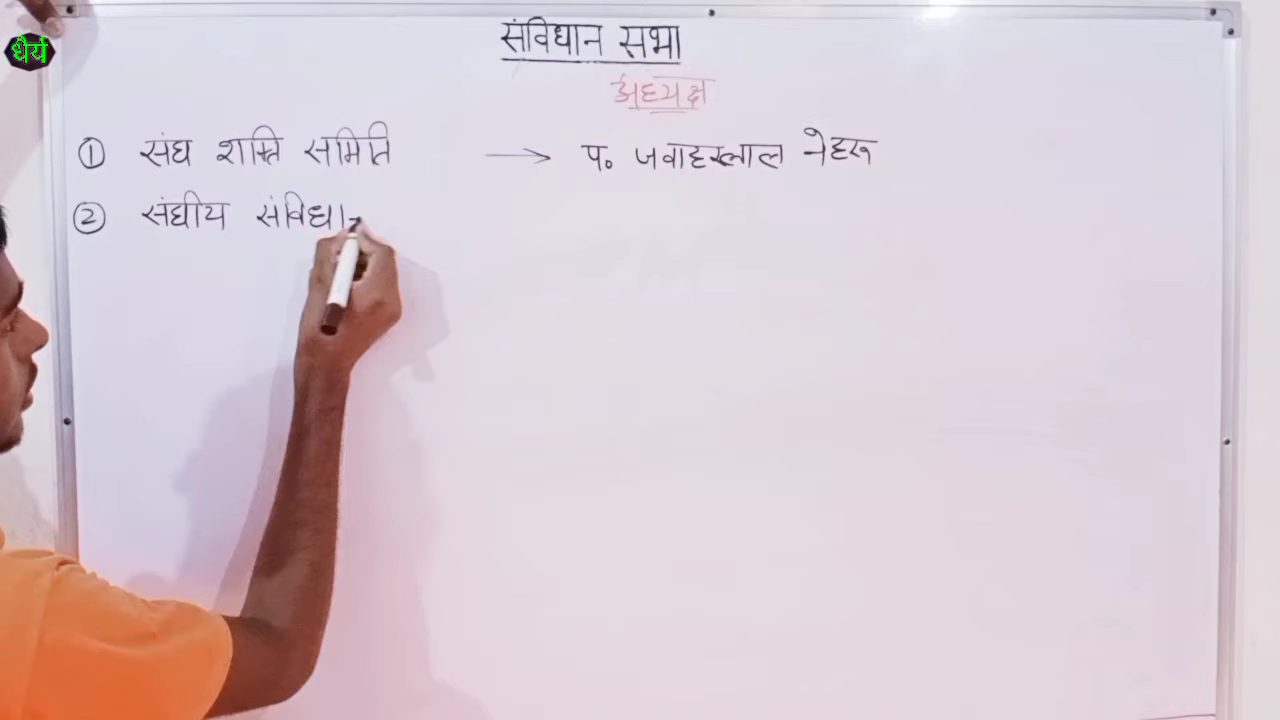 धैर्य
संविधान सभा
अध्यक्ष
① संघ शक्ति समिति → प० जवाहरलाल नेहरू
② संघीय संविधान